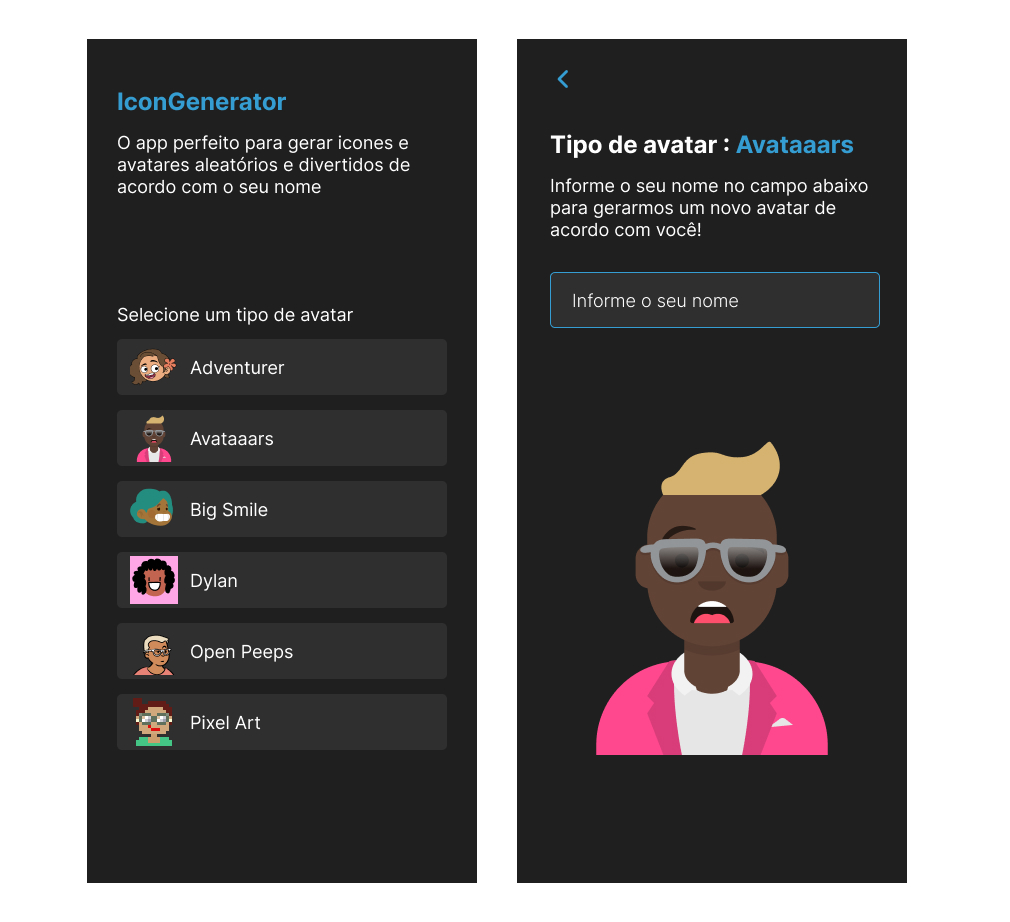 IconGenerator
O app perfeito para gerar icones e
avatares aleatórios e divertidos de
acordo com o seu nome
Selecione um tipo de avatar
Adventurer
Avataaars
Big Smile
Dylan
Open Peeps
Pixel Art
Tipo de avatar : Avataaars
Informe o seu nome no campo abaixo
para gerarmos um novo avatar de
acordo com você!
Informe o seu nome